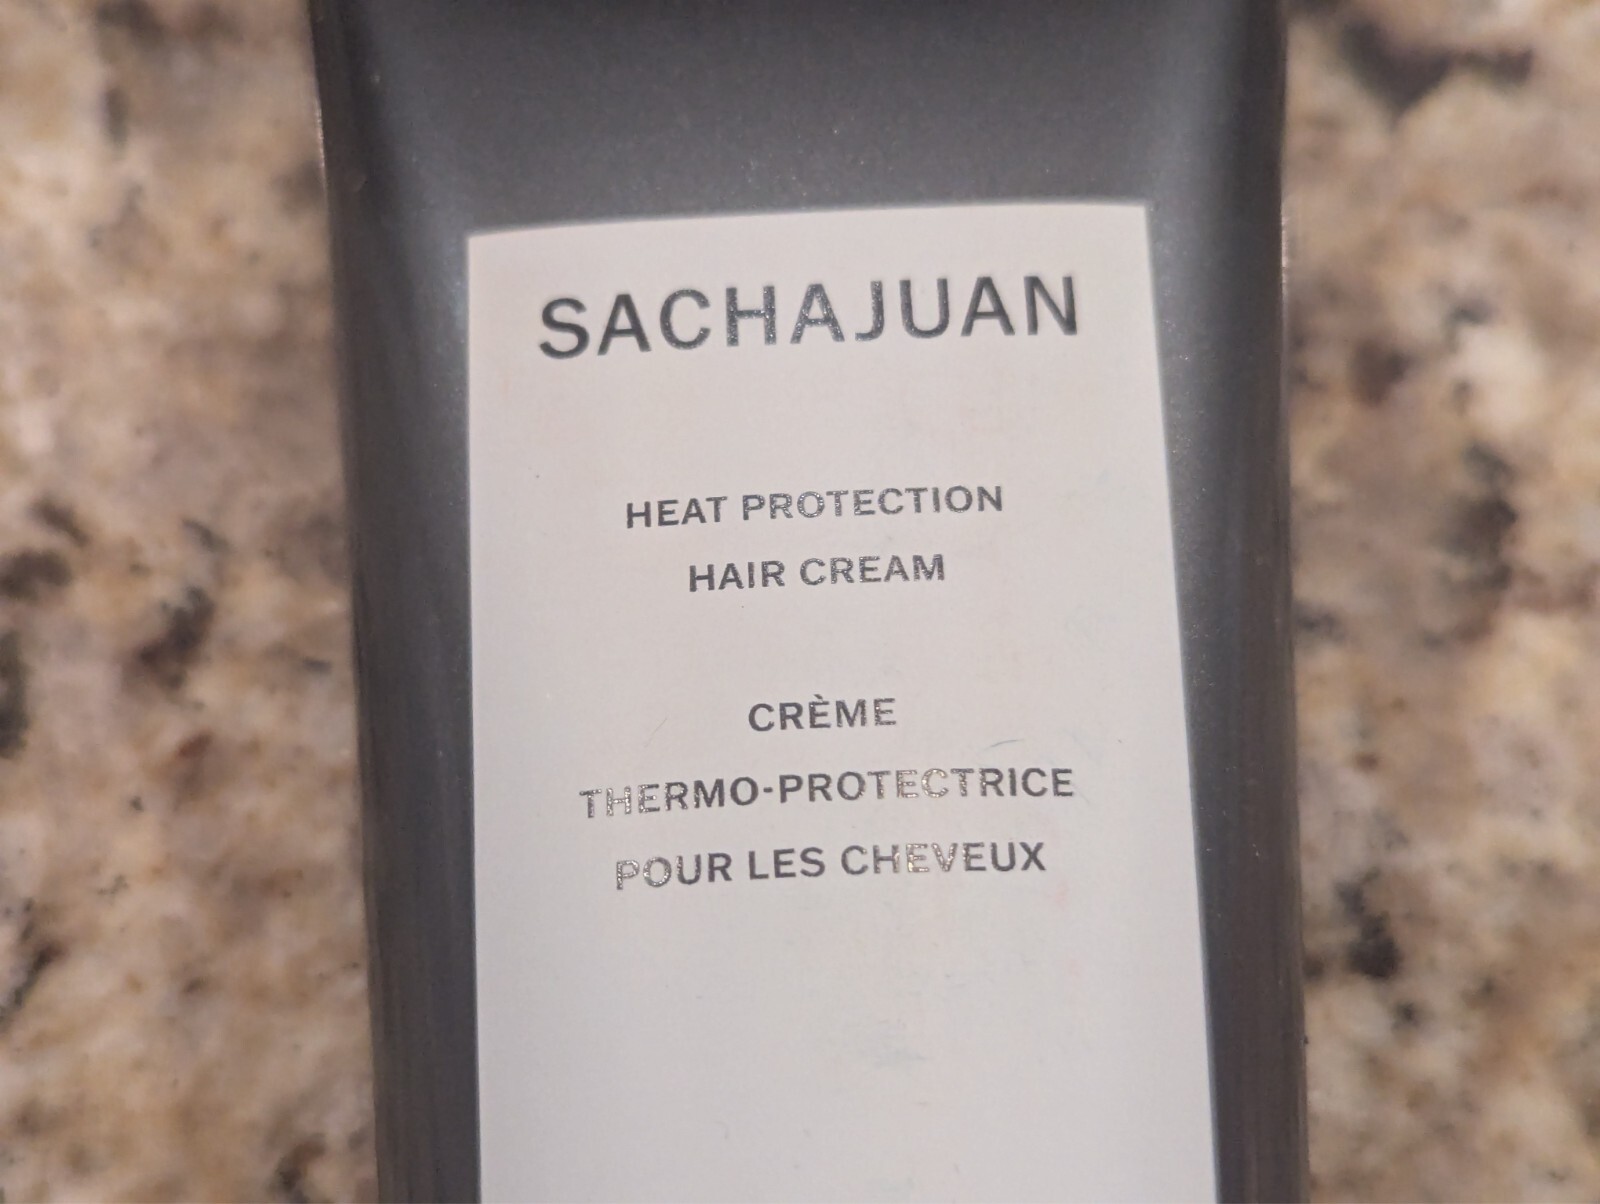 SACHAJUAN
HEAT PROTECTION
HAIR CREAM
CRÈME
THERMO-PROTECTRICE
POUR LES CHEVEUX